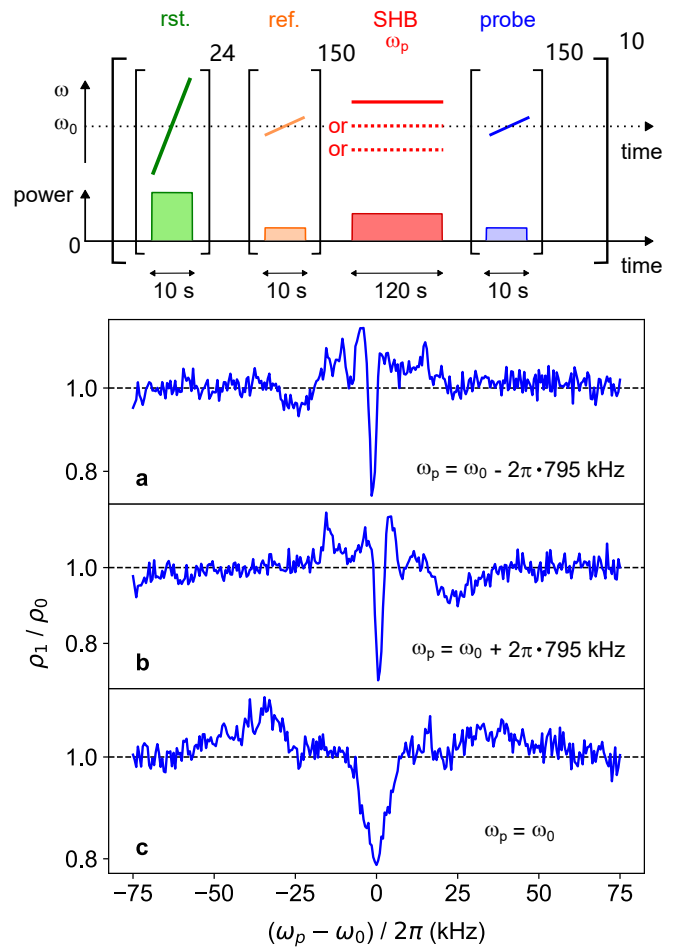 rst. ref. SHB probe
ωp
24 150 150 10
ω
ω0 or
or time
power
0 time
10 s 10 s 120 s 10 s
1.0
0.8
a ωp = ω0 - 2π•795 kHz
1.0
0.8
b ωp = ω0 + 2π•795 kHz
1.0
0.8
c ωp = ω0
ρ1 / ρ0
−75 −50 −25 0 25 50 75
(ωp − ω0) / 2π (kHz)